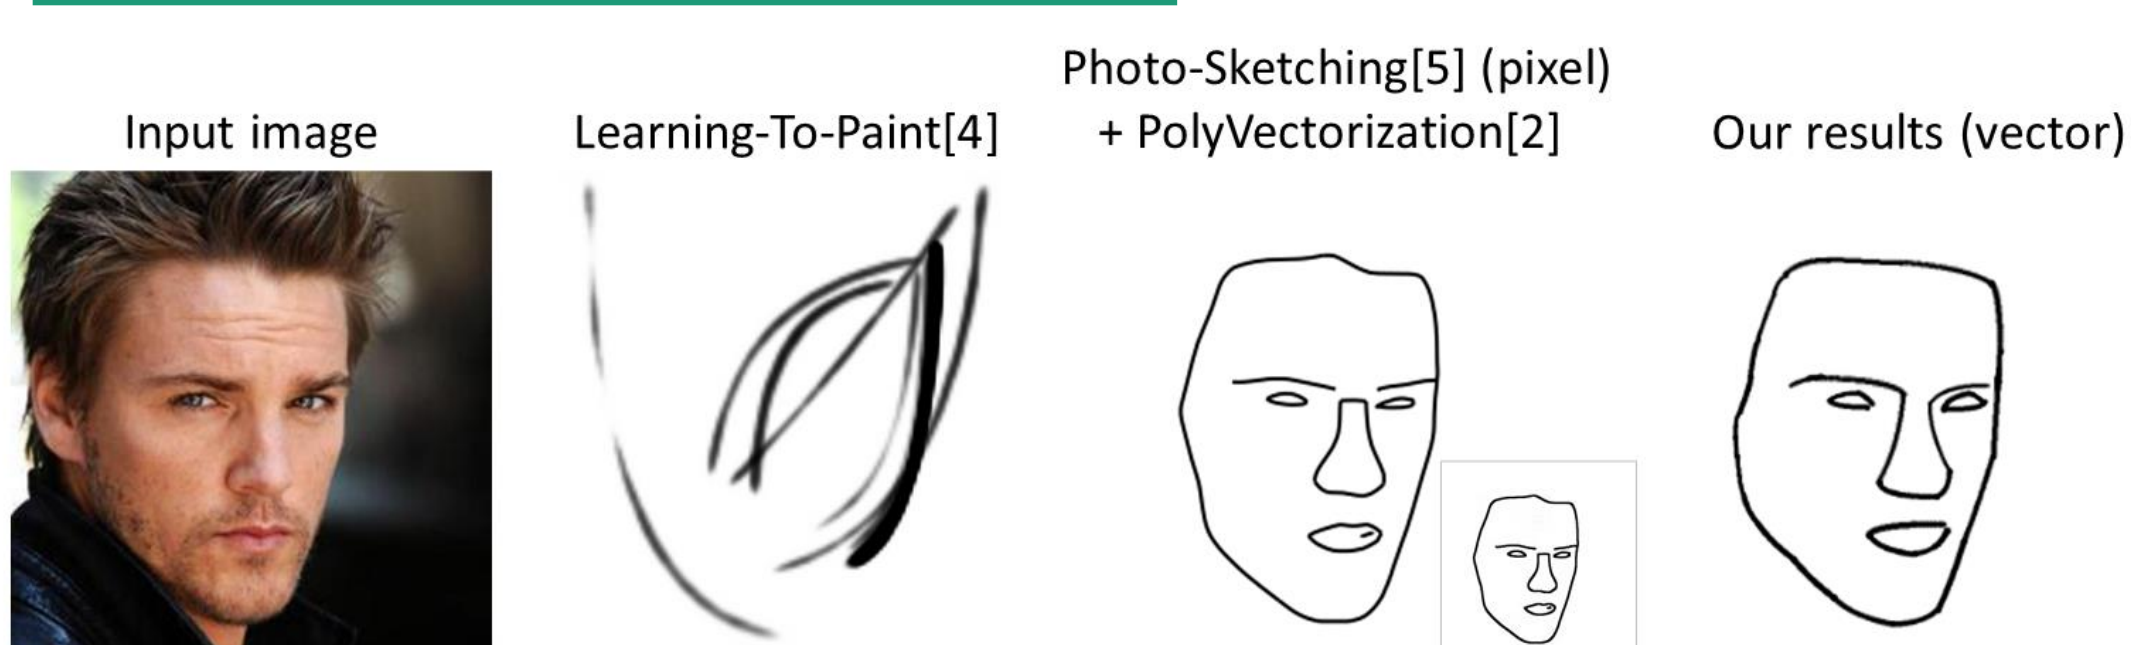 Input image
Learning-To-Paint[4]
Photo-Sketching[5] (pixel)
+ PolyVectorization[2]
Our results (vector)